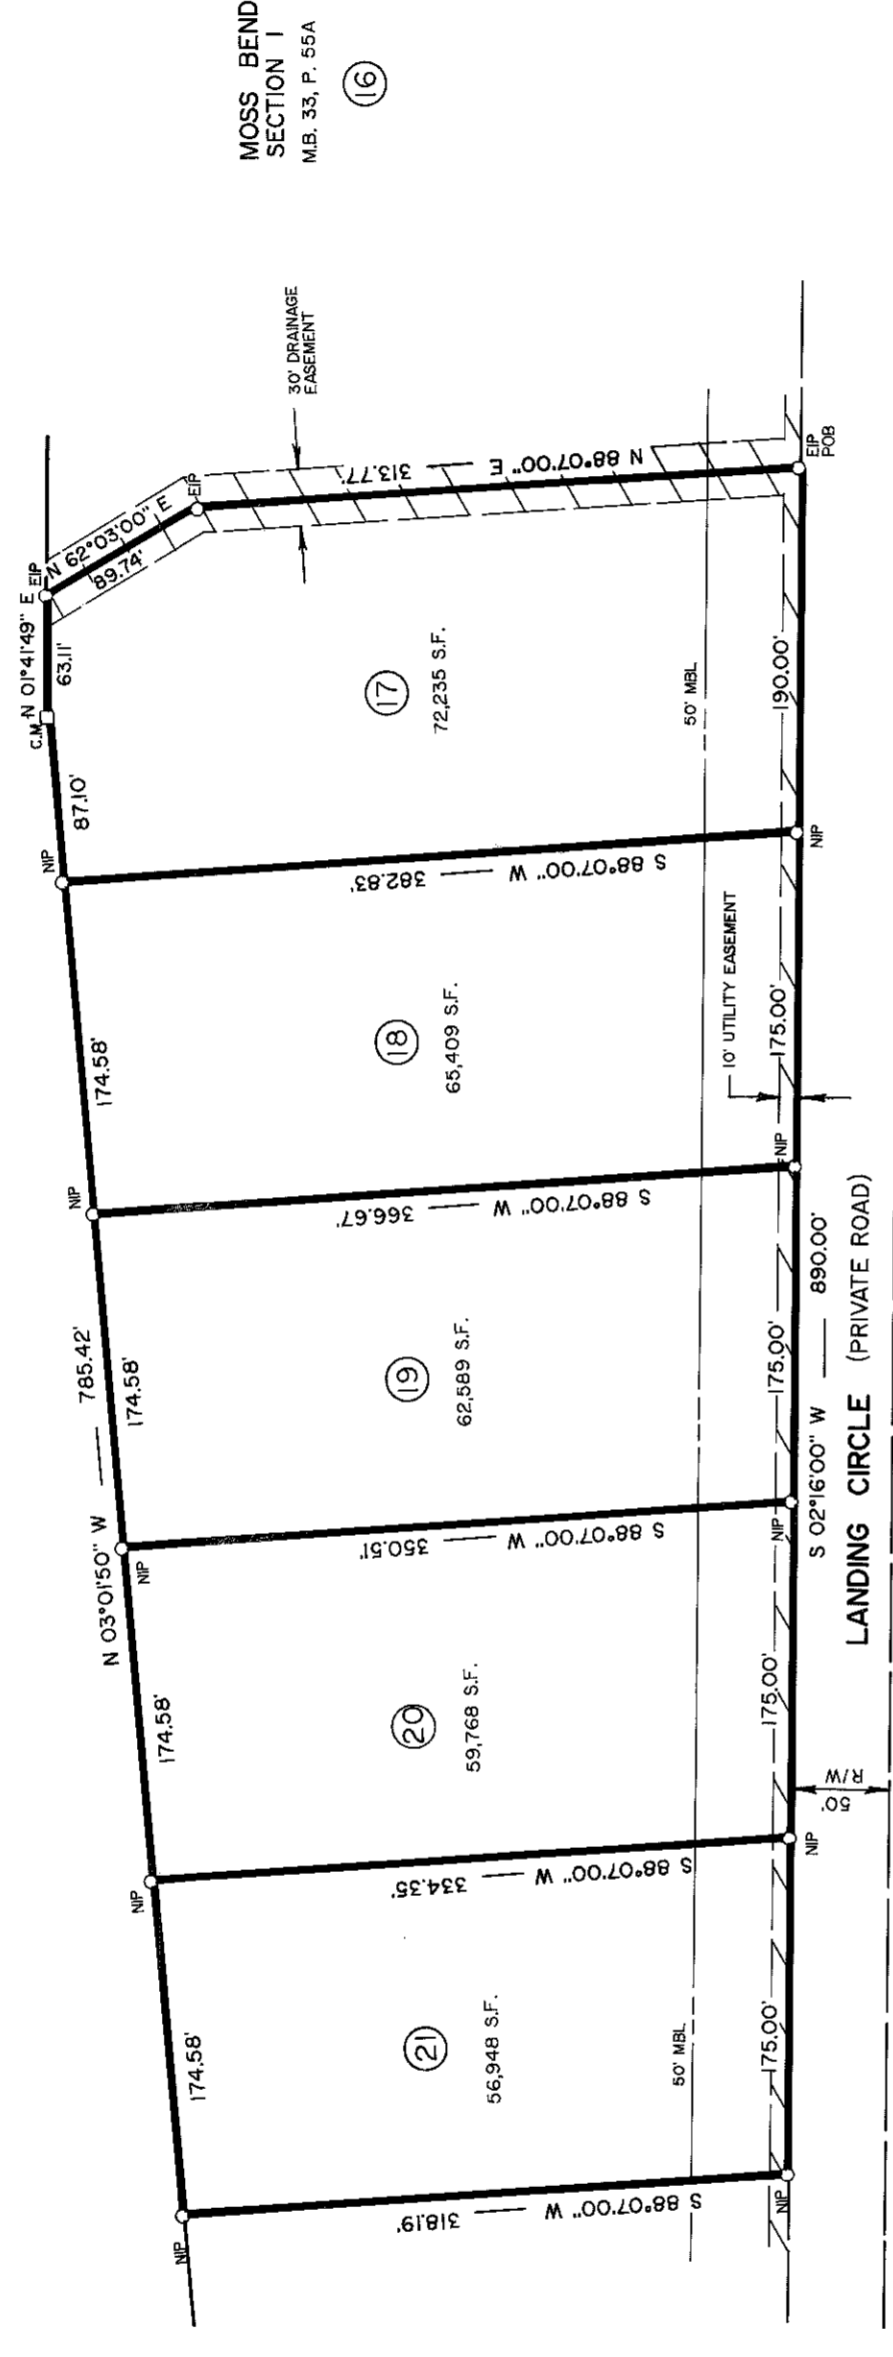 MOSS BEND
SECTION I
M.B. 33, P. 55A
16
30' DRAINAGE
EASEMENT
N 01°41'49" E
63.11'
C.M.
EIP
N 62°03'00" E
89.74'
EIP
N 88°07'00" E — 313.77'
EIP
POB
17
72,235 S.F.
50' MBL
190.00'
87.10'
NIP
S 88°07'00" W — 382.83'
NIP
18
65,409 S.F.
174.58'
10' UTILITY EASEMENT
175.00'
NIP
S 88°07'00" W — 366.67'
NIP
19
62,589 S.F.
N 03°01'50" W — 785.42'
174.58'
175.00'
NIP
S 88°07'00" W — 350.51'
NIP
20
59,768 S.F.
174.58'
175.00'
NIP
S 88°07'00" W — 334.35'
NIP
21
56,948 S.F.
174.58'
50' MBL
175.00'
NIP
S 88°07'00" W — 318.19'
NIP
S 02°16'00" W — 890.00'
LANDING CIRCLE (PRIVATE ROAD)
50'
R/W